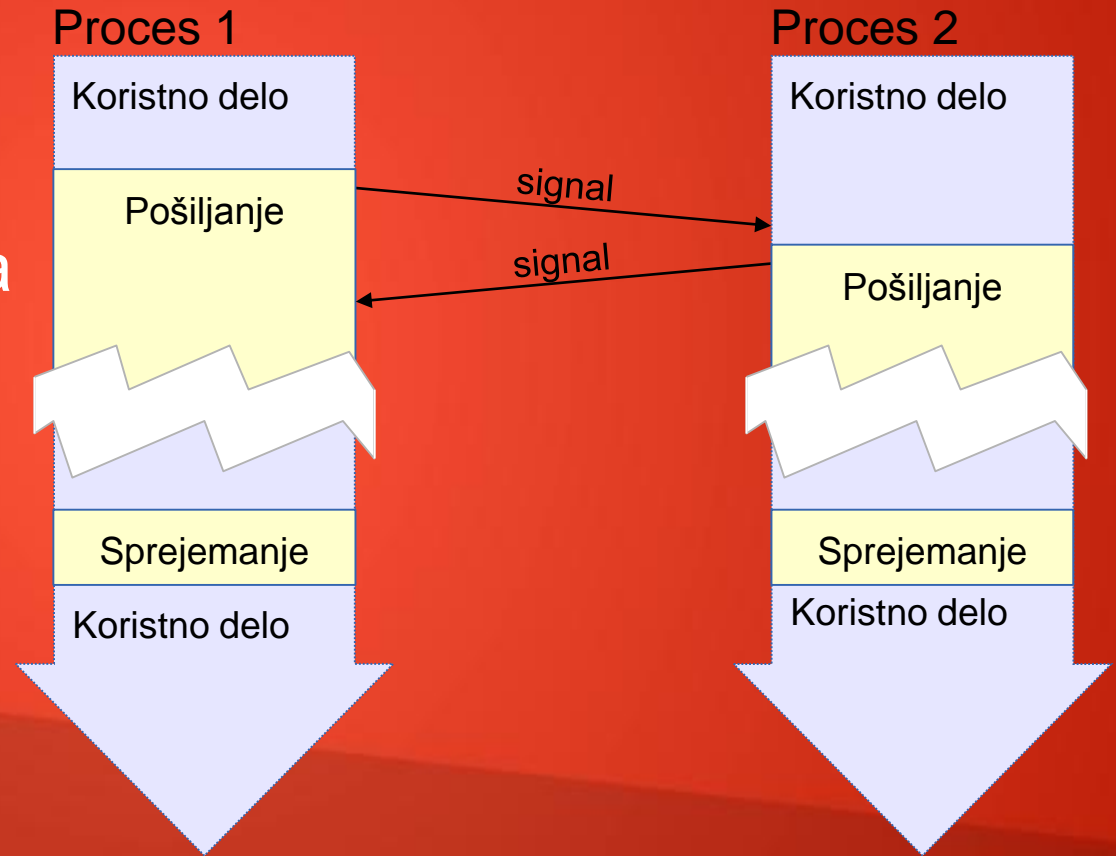 Proces 1
Koristno delo
Pošiljanje
a
Sprejemanje
Koristno delo
signal
signal
Proces 2
Koristno delo
Pošiljanje
Sprejemanje
Koristno delo